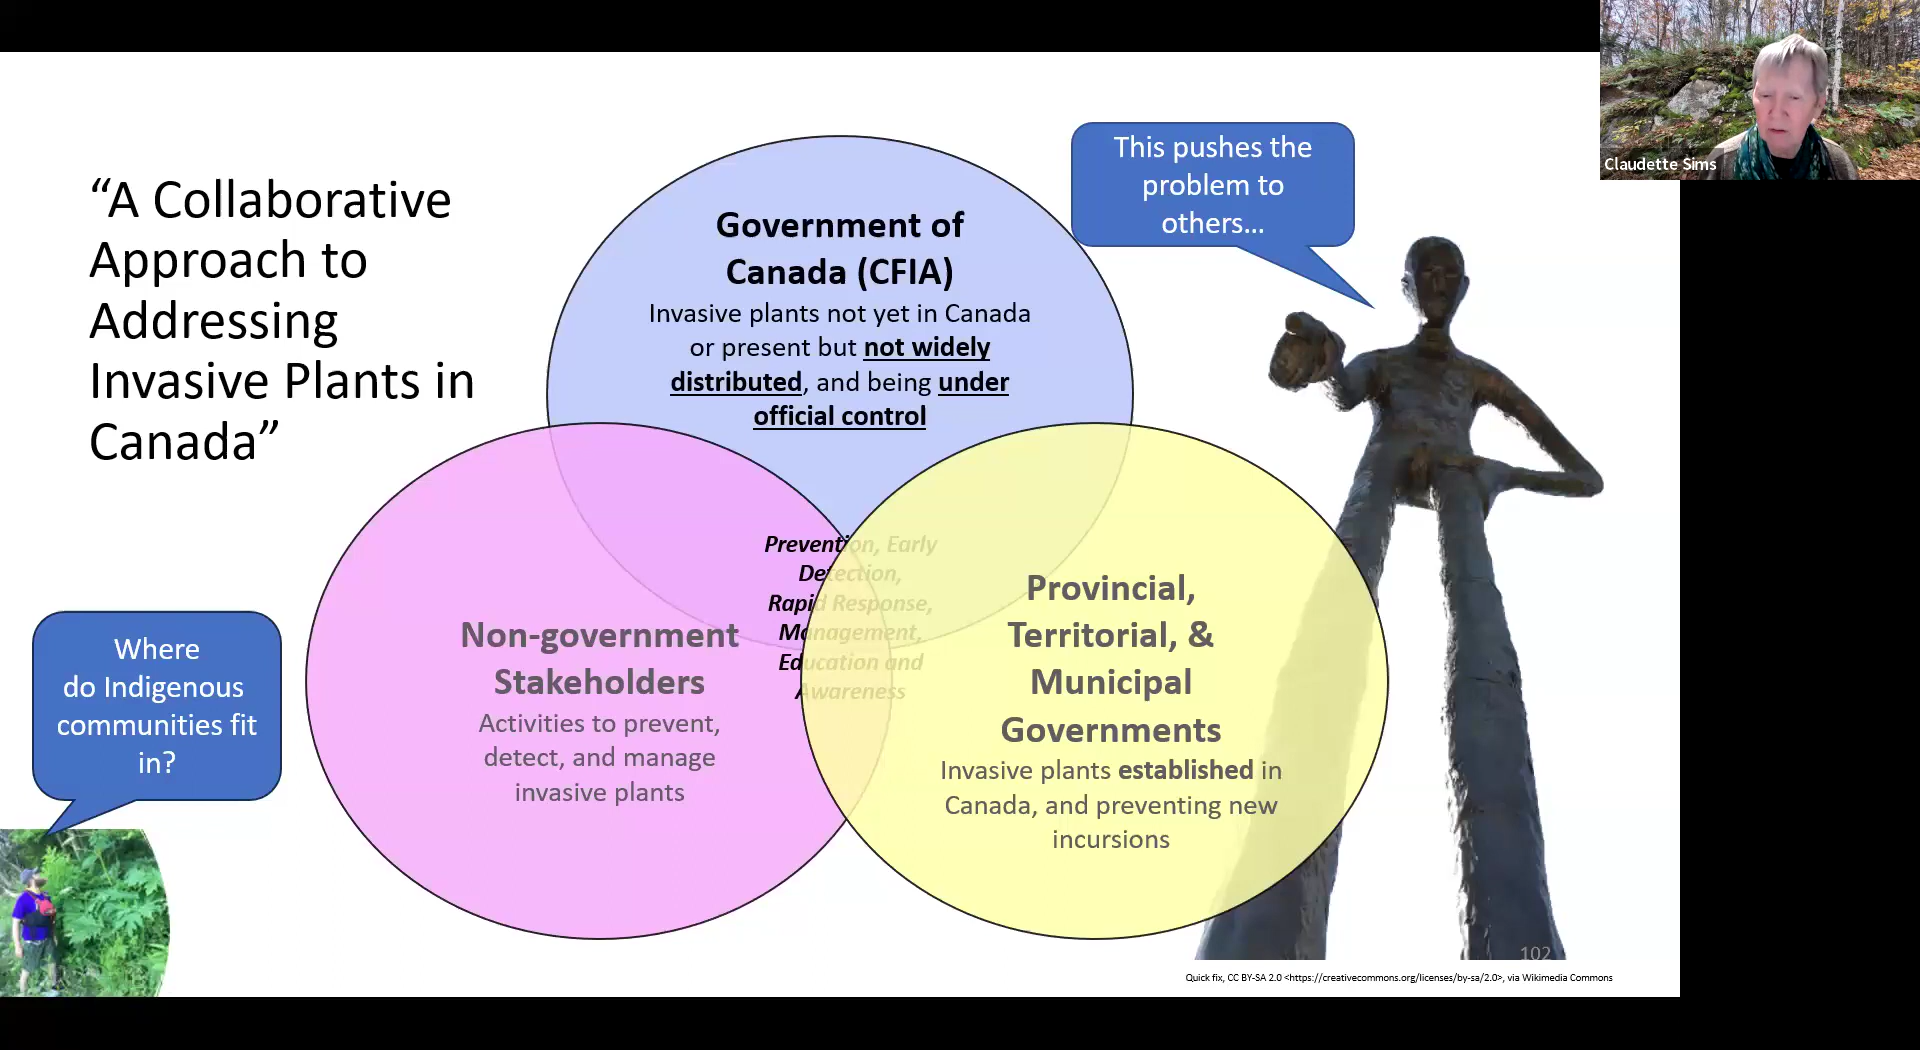 Claudette Sims
“A Collaborative
Approach to
Addressing
Invasive Plants in
Canada”
Government of
Canada (CFIA)
Invasive plants not yet in Canada
or present but not widely
distributed, and being under
official control
This pushes the
problem to
others...
Prevention, Early
Detection,
Rapid Response,
Management,
Education and
Awareness
Non-government
Stakeholders
Activities to prevent,
detect, and manage
invasive plants
Provincial,
Territorial, &
Municipal
Governments
Invasive plants established in
Canada, and preventing new
incursions
Where
do Indigenous
communities fit
in?
102
Quick fix, CC BY-SA 2.0 <https://creativecommons.org/licenses/by-sa/2.0>, via Wikimedia Commons